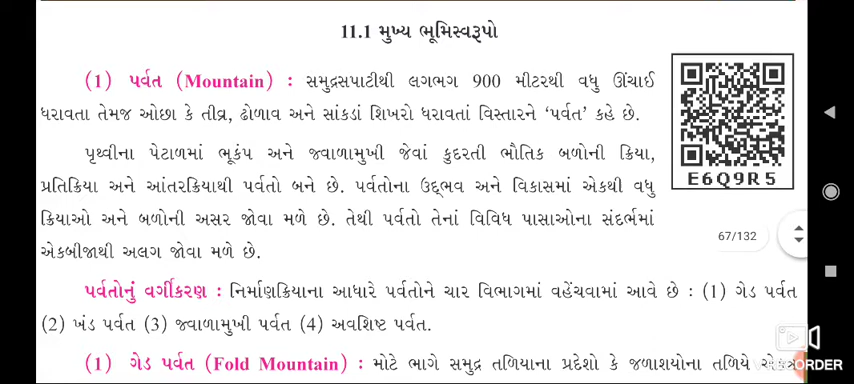 11.1 મુખ્ય ભૂમિસ્વરૂપો
(1) પર્વત (Mountain) : સમુદ્રસપાટીથી લગભગ 900 મીટરથી વધુ ઊંચાઈ
ધરાવતા તેમજ ઓછા કે તીવ્ર, ઢોળાવ અને સાંકડાં શિખરો ધરાવતાં વિસ્તારને ‘પર્વત’ કહે છે.
E6Q9R5
પૃથ્વીના પેટાળમાં ભૂકંપ અને જ્વાળામુખી જેવાં કુદરતી ભૌતિક બળોની ક્રિયા,
પ્રતિક્રિયા અને આંતરક્રિયાથી પર્વતો બને છે. પર્વતોના ઉદ્ભવ અને વિકાસમાં એકથી વધુ
ક્રિયાઓ અને બળોની અસર જોવા મળે છે. તેથી પર્વતો તેનાં વિવિધ પાસાઓના સંદર્ભમાં
એકબીજાથી અલગ જોવા મળે છે.
67/132
પર્વતોનું વર્ગીકરણ : નિર્માણક્રિયાના આધારે પર્વતોને ચાર વિભાગમાં વહેંચવામાં આવે છે : (1) ગેડ પર્વત
(2) ખંડ પર્વત (3) જ્વાળામુખી પર્વત (4) અવશિષ્ટ પર્વત.
(1) ગેડ પર્વત (Fold Mountain) : મોટે ભાગે સમુદ્ર તળિયાના પ્રદેશો કે જળાશયોના તળિયે એકત્ર
RECORDER